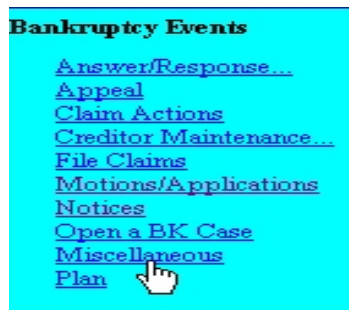 Bankruptcy Events
Answer/Response...
Appeal
Claim Actions
Creditor Maintenance...
File Claims
Motions/Applications
Notices
Open a BK Case
Miscellaneous
Plan